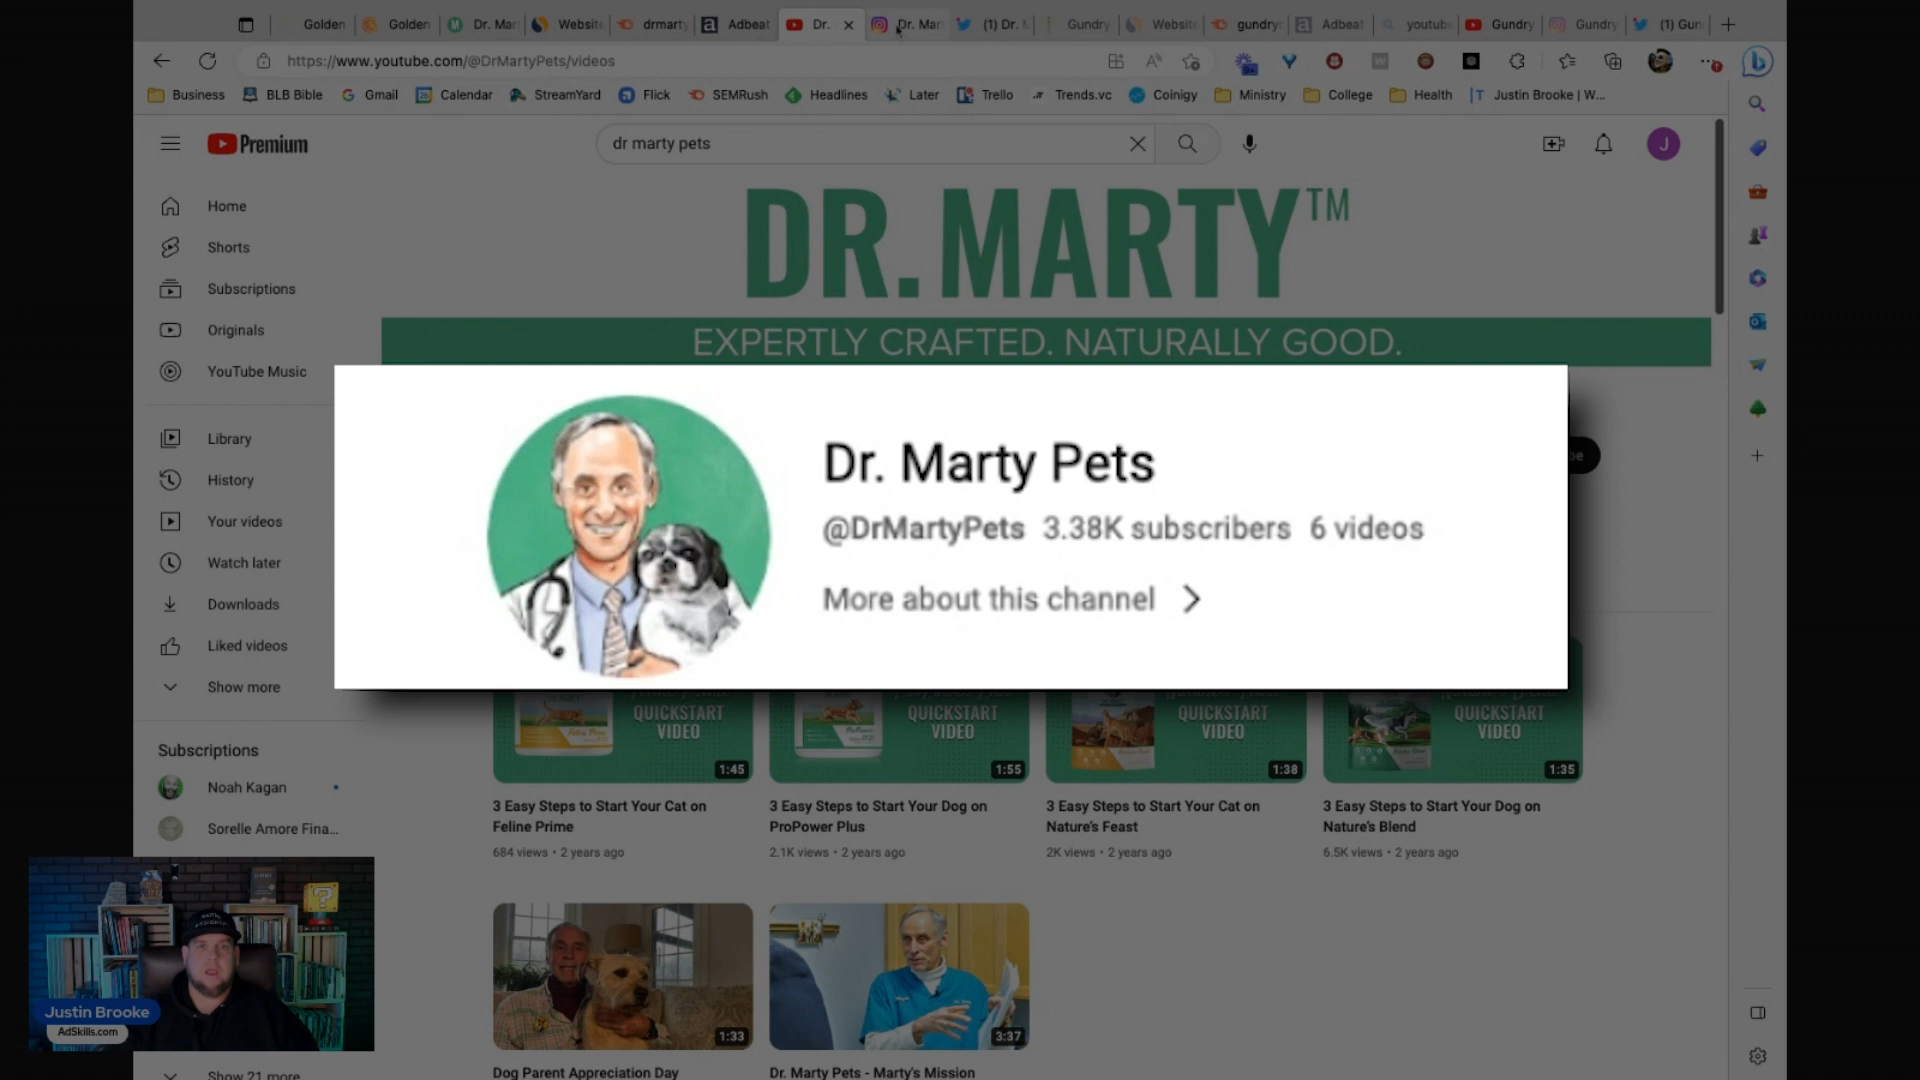 Golden
Golden
Dr. Mar
Website
drmarty
Adbeat
Dr.
Dr. Mar
(1) Dr. M
Gundry
Website
gundry
Adbeat
youtube
Gundry
Gundry
(1) Gun
https://www.youtube.com/@DrMartyPets/videos
Business
BLB Bible
Gmail
Calendar
StreamYard
Flick
SEMRush
Headlines
Later
Trello
Trends.vc
Coinigy
Ministry
College
Health
Justin Brooke | W...
Premium
dr marty pets
J
Home
Shorts
Subscriptions
Originals
YouTube Music
Library
History
Your videos
Watch later
Downloads
Liked videos
Show more
Subscriptions
Noah Kagan
Sorelle Amore Fina...
Show 21 more
DR. MARTY™
EXPERTLY CRAFTED. NATURALLY GOOD.
Dr. Marty Pets
@DrMartyPets 3.38K subscribers 6 videos
More about this channel
be
QUICKSTART
VIDEO
1:45
QUICKSTART
VIDEO
1:55
QUICKSTART
VIDEO
1:38
QUICKSTART
VIDEO
1:35
3 Easy Steps to Start Your Cat on
Feline Prime
684 views • 2 years ago
3 Easy Steps to Start Your Dog on
ProPower Plus
2.1K views • 2 years ago
3 Easy Steps to Start Your Cat on
Nature's Feast
2K views • 2 years ago
3 Easy Steps to Start Your Dog on
Nature's Blend
6.5K views • 2 years ago
1:33
3:37
Dog Parent Appreciation Day
Dr. Marty Pets - Marty's Mission
Justin Brooke
AdSkills.com